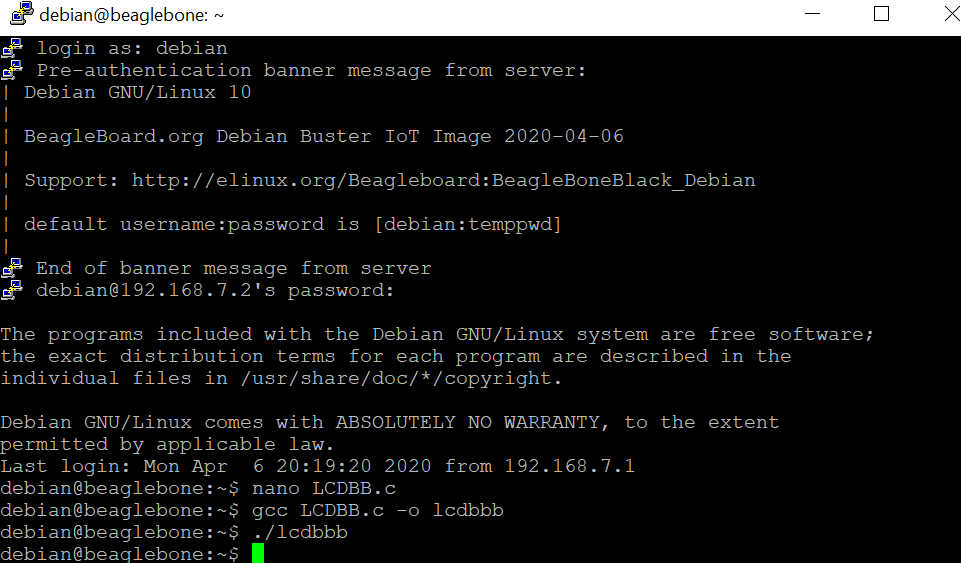 debian@beaglebone: ~
login as: debian
Pre-authentication banner message from server:
| Debian GNU/Linux 10
|
| BeagleBoard.org Debian Buster IoT Image 2020-04-06
|
| Support: http://elinux.org/Beagleboard:BeagleBoneBlack_Debian
|
| default username:password is [debian:temppwd]
|
End of banner message from server
debian@192.168.7.2's password:
The programs included with the Debian GNU/Linux system are free software;
the exact distribution terms for each program are described in the
individual files in /usr/share/doc/*/copyright.
Debian GNU/Linux comes with ABSOLUTELY NO WARRANTY, to the extent
permitted by applicable law.
Last login: Mon Apr  6 20:19:20 2020 from 192.168.7.1
debian@beaglebone:~$ nano LCDBB.c
debian@beaglebone:~$ gcc LCDBB.c -o lcdbbb
debian@beaglebone:~$ ./lcdbbb
debian@beaglebone:~$